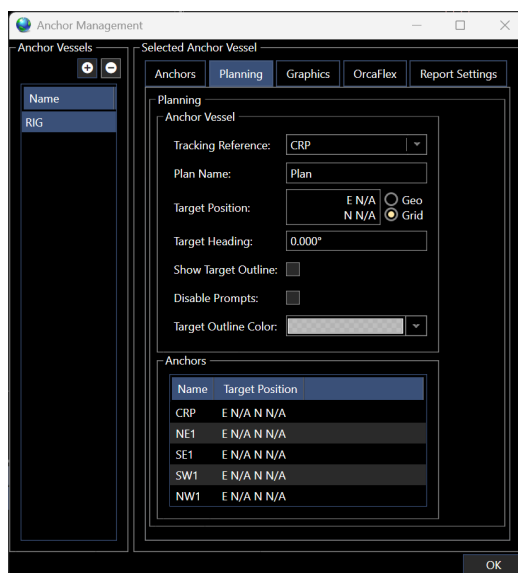 Anchor Management
Anchor Vessels
Name
RIG
Selected Anchor Vessel
Anchors Planning Graphics OrcaFlex Report Settings
Planning
Anchor Vessel
Tracking Reference: CRP
Plan Name: Plan
Target Position: E N/A N N/A Geo Grid
Target Heading: 0.000°
Show Target Outline:
Disable Prompts:
Target Outline Color:
Anchors
Name Target Position
CRP E N/A N N/A
NE1 E N/A N N/A
SE1 E N/A N N/A
SW1 E N/A N N/A
NW1 E N/A N N/A
OK